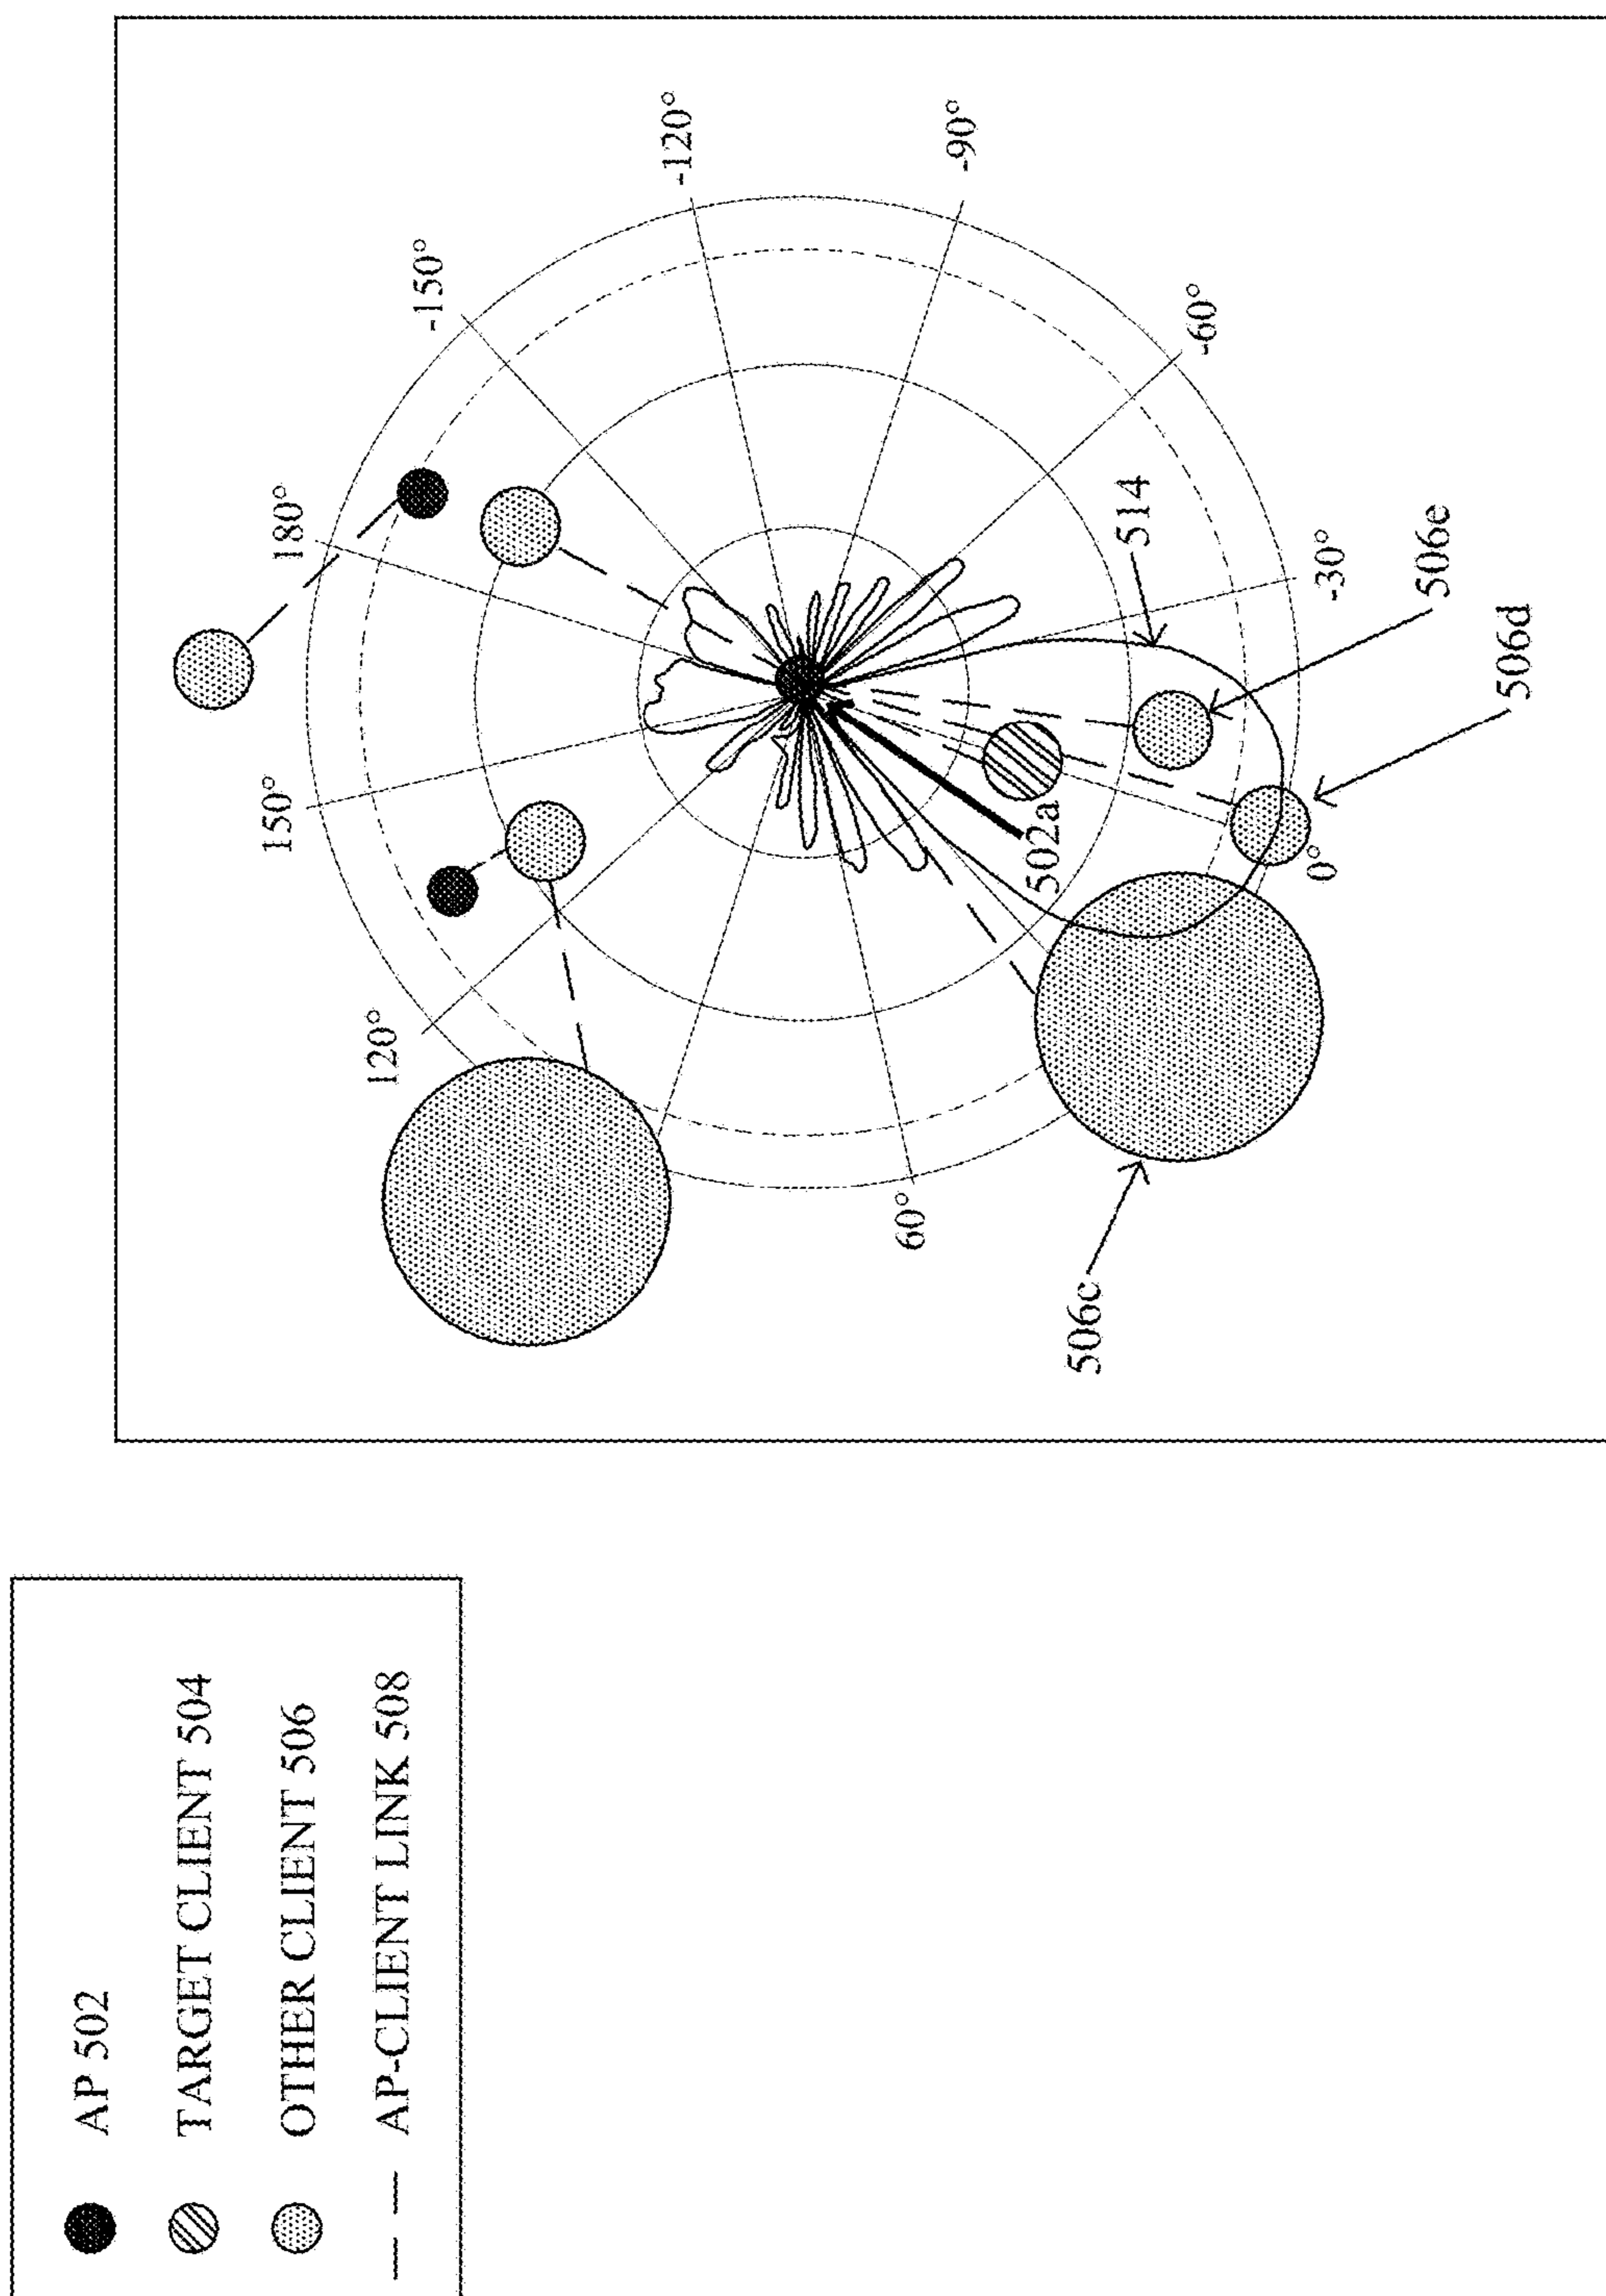 AP 502
TARGET CLIENT 504
OTHER CLIENT 506
AP-CLIENT LINK 508
-120°
-90°
-150°
-60°
180°
514
-30°
506e
506d
150°
502a
0°
120°
60°
506c